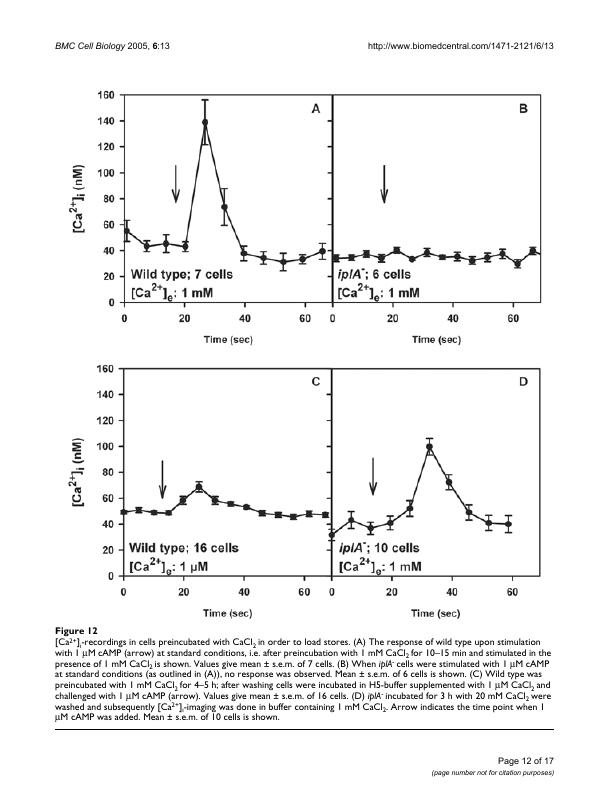 BMC Cell Biology 2005, 6:13 http://www.biomedcentral.com/1471-2121/6/13
160
140
120
100
80
60
40
20
0
[Ca2+]i (nM)
A
Wild type; 7 cells
[Ca2+]e: 1 mM
0 20 40 60
Time (sec)
B
iplA-; 6 cells
[Ca2+]e: 1 mM
0 20 40 60
Time (sec)
160
140
120
100
80
60
40
20
0
[Ca2+]i (nM)
C
Wild type; 16 cells
[Ca2+]e: 1 µM
0 20 40 60
Time (sec)
D
iplA-; 10 cells
[Ca2+]e: 1 mM
0 20 40 60
Time (sec)
Figure 12
[Ca2+]i-recordings in cells preincubated with CaCl2 in order to load stores. (A) The response of wild type upon stimulation
with 1 µM cAMP (arrow) at standard conditions, i.e. after preincubation with 1 mM CaCl2 for 10–15 min and stimulated in the
presence of 1 mM CaCl2 is shown. Values give mean ± s.e.m. of 7 cells. (B) When iplA- cells were stimulated with 1 µM cAMP
at standard conditions (as outlined in (A)), no response was observed. Mean ± s.e.m. of 6 cells is shown. (C) Wild type was
preincubated with 1 mM CaCl2 for 4–5 h; after washing cells were incubated in H5-buffer supplemented with 1 µM CaCl2 and
challenged with 1 µM cAMP (arrow). Values give mean ± s.e.m. of 16 cells. (D) iplA- incubated for 3 h with 20 mM CaCl2 were
washed and subsequently [Ca2+]i-imaging was done in buffer containing 1 mM CaCl2. Arrow indicates the time point when 1
µM cAMP was added. Mean ± s.e.m. of 10 cells is shown.
Page 12 of 17
(page number not for citation purposes)